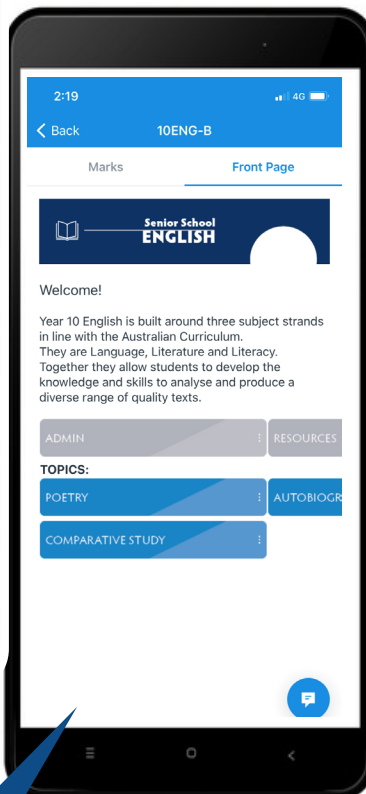 2:19 4G
Back 10ENG-B
Marks Front Page
Senior School
ENGLISH
Welcome!
Year 10 English is built around three subject strands
in line with the Australian Curriculum.
They are Language, Literature and Literacy.
Together they allow students to develop the
knowledge and skills to analyse and produce a
diverse range of quality texts.
ADMIN RESOURCES
TOPICS:
POETRY AUTOBIOGR
COMPARATIVE STUDY